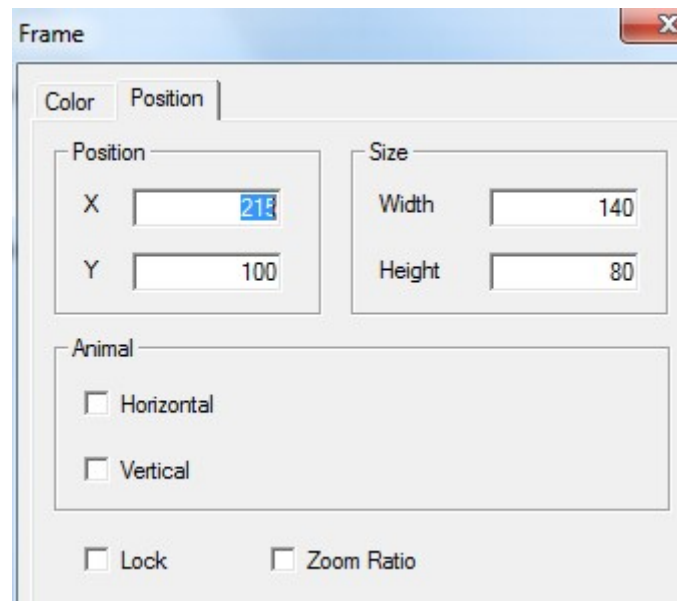 Frame
Color Position
Position
X 215
Y 100
Size
Width 140
Height 80
Animal
Horizontal
Vertical
Lock Zoom Ratio